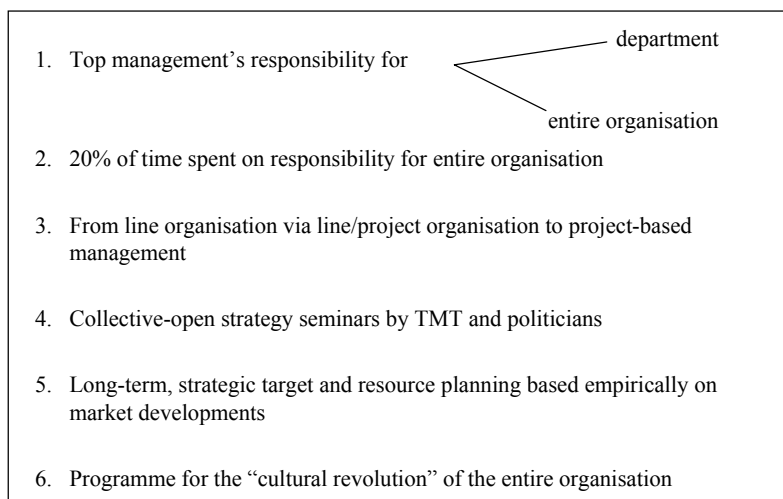 department
1. Top management’s responsibility for
entire organisation
2. 20% of time spent on responsibility for entire organisation
3. From line organisation via line/project organisation to project-based
management
4. Collective-open strategy seminars by TMT and politicians
5. Long-term, strategic target and resource planning based empirically on
market developments
6. Programme for the “cultural revolution” of the entire organisation